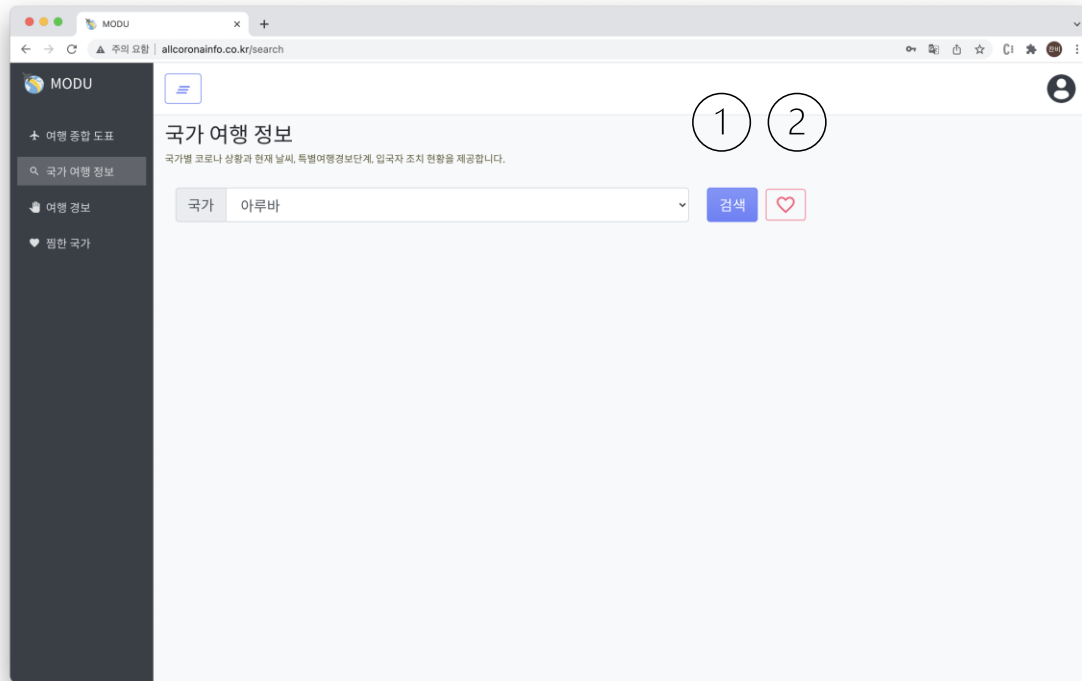 MODU
주의 요함
allcoronainfo.co.kr/search
잔비
MODU
여행 종합 도표
국가 여행 정보
여행 경보
찜한 국가
1 2
국가 여행 정보
국가별 코로나 상황과 현재 날씨, 특별여행경보단계, 입국자 조치 현황을 제공합니다.
국가 아루바 검색